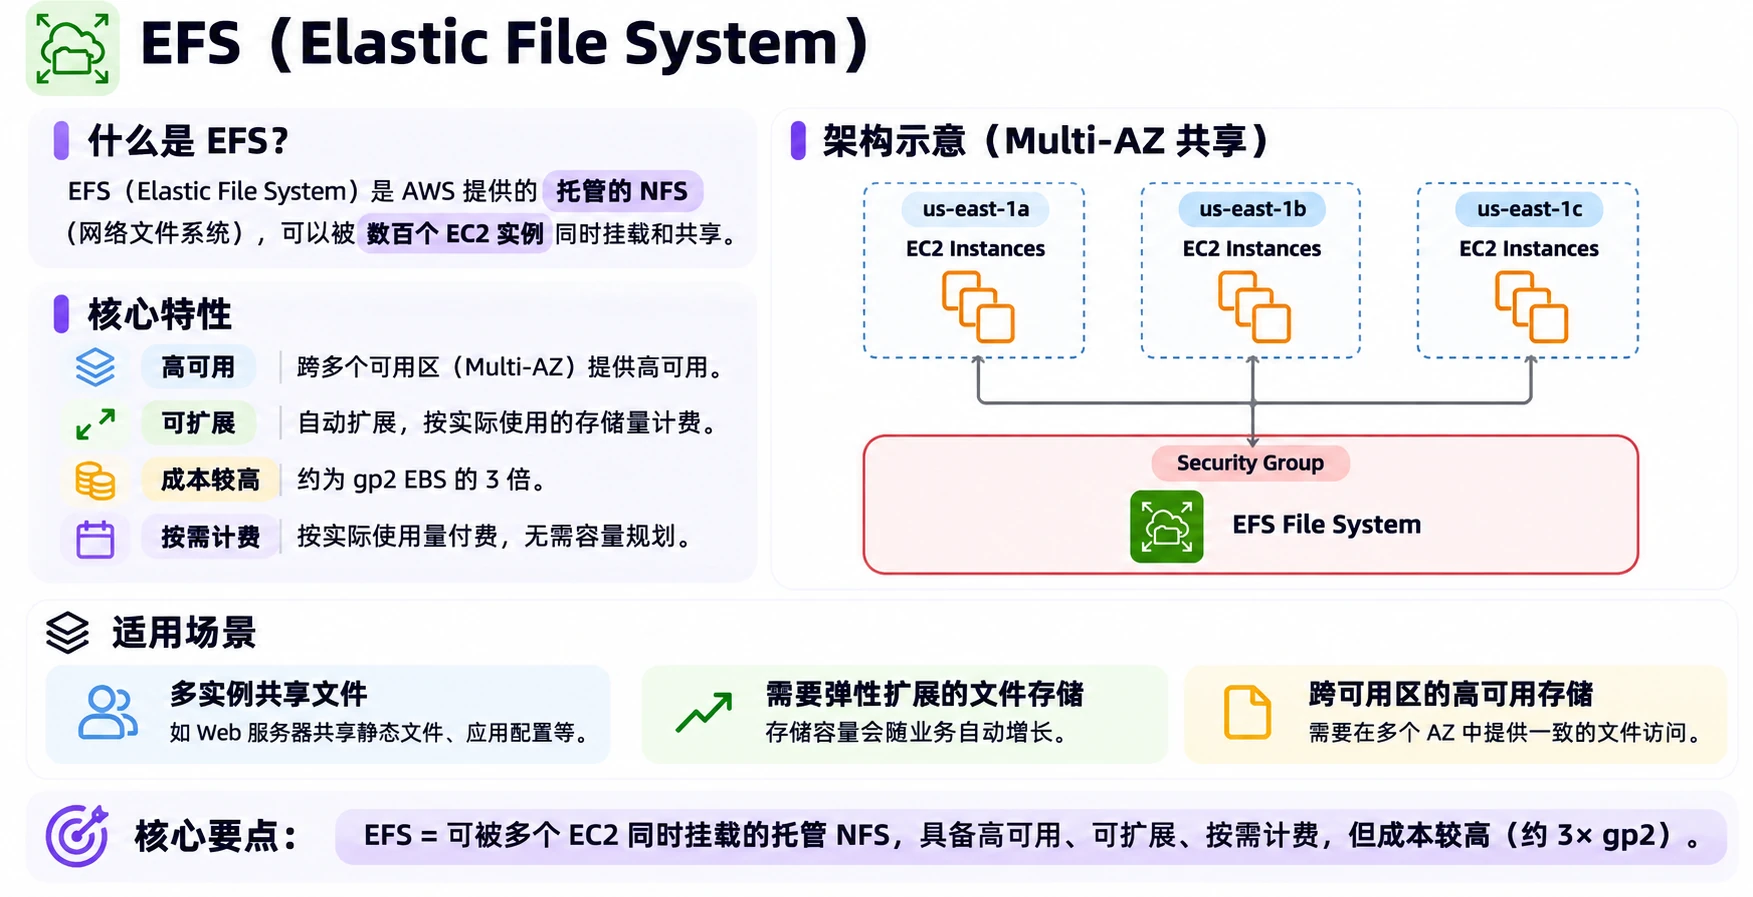 EFS（Elastic File System）
什么是 EFS？
EFS（Elastic File System）是 AWS 提供的 托管的 NFS
（网络文件系统），可以被 数百个 EC2 实例 同时挂载和共享。
核心特性
高可用 跨多个可用区（Multi-AZ）提供高可用。
可扩展 自动扩展，按实际使用的存储量计费。
成本较高 约为 gp2 EBS 的 3 倍。
按需计费 按实际使用量付费，无需容量规划。
架构示意（Multi-AZ 共享）
us-east-1a
EC2 Instances
us-east-1b
EC2 Instances
us-east-1c
EC2 Instances
Security Group
EFS File System
适用场景
多实例共享文件
如 Web 服务器共享静态文件、应用配置等。
需要弹性扩展的文件存储
存储容量会随业务自动增长。
跨可用区的高可用存储
需要在多个 AZ 中提供一致的文件访问。
核心要点：
EFS = 可被多个 EC2 同时挂载的托管 NFS，具备高可用、可扩展、按需计费，但成本较高（约 3× gp2）。